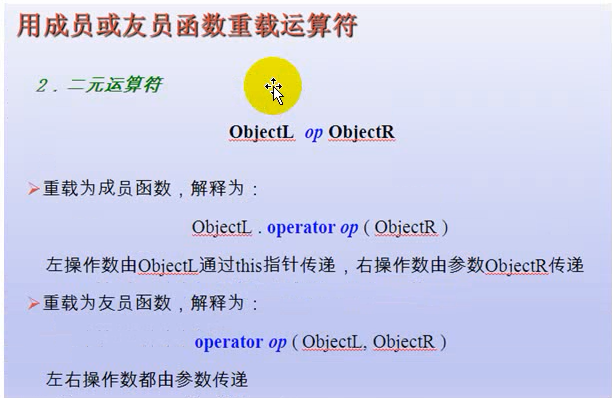 用成员或友员函数重载运算符
2．二元运算符
ObjectL op ObjectR
重载为成员函数，解释为：
ObjectL . operator op ( ObjectR )
左操作数由ObjectL通过this指针传递，右操作数由参数ObjectR传递
重载为友员函数，解释为：
operator op ( ObjectL, ObjectR )
左右操作数都由参数传递